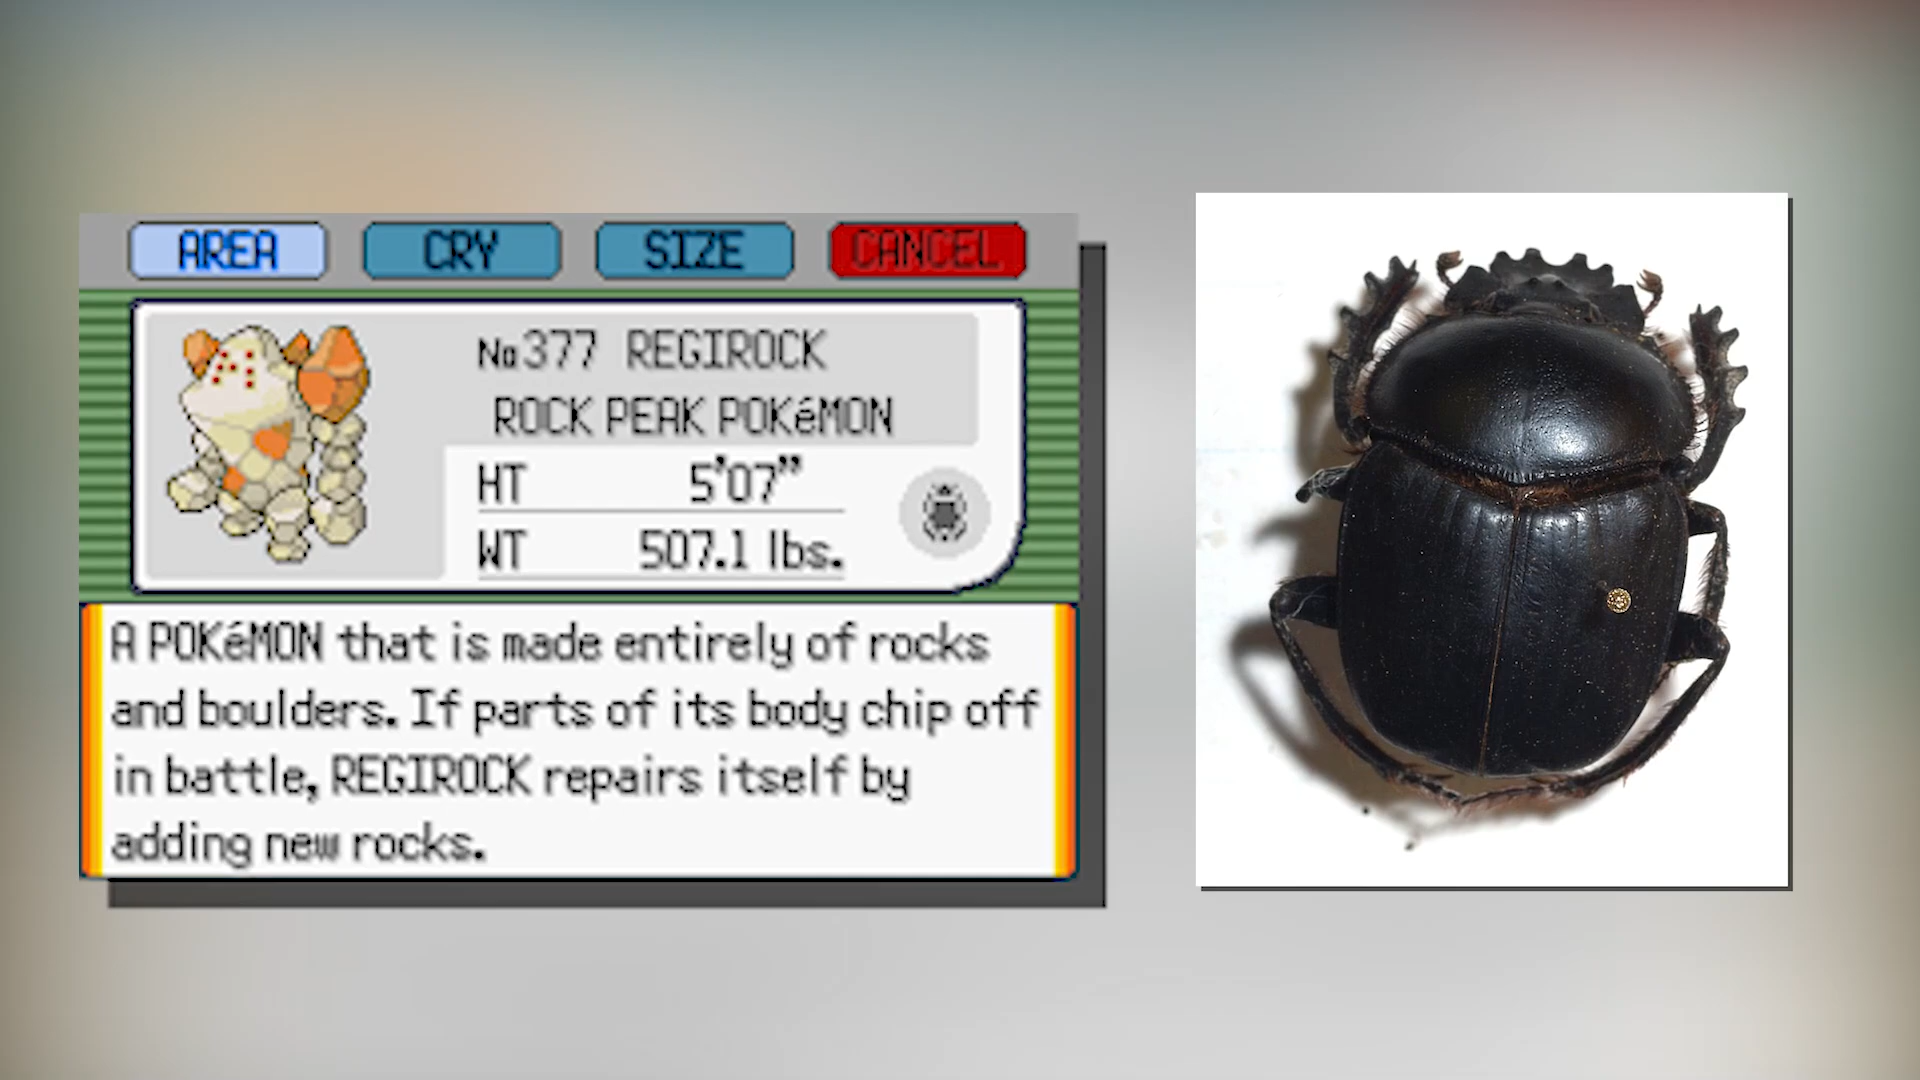 AREA CRY SIZE CANCEL
No377 REGIROCK
ROCK PEAK POKéMON
HT 5'07"
WT 507.1 lbs.
A POKéMON that is made entirely of rocks
and boulders. If parts of its body chip off
in battle, REGIROCK repairs itself by
adding new rocks.